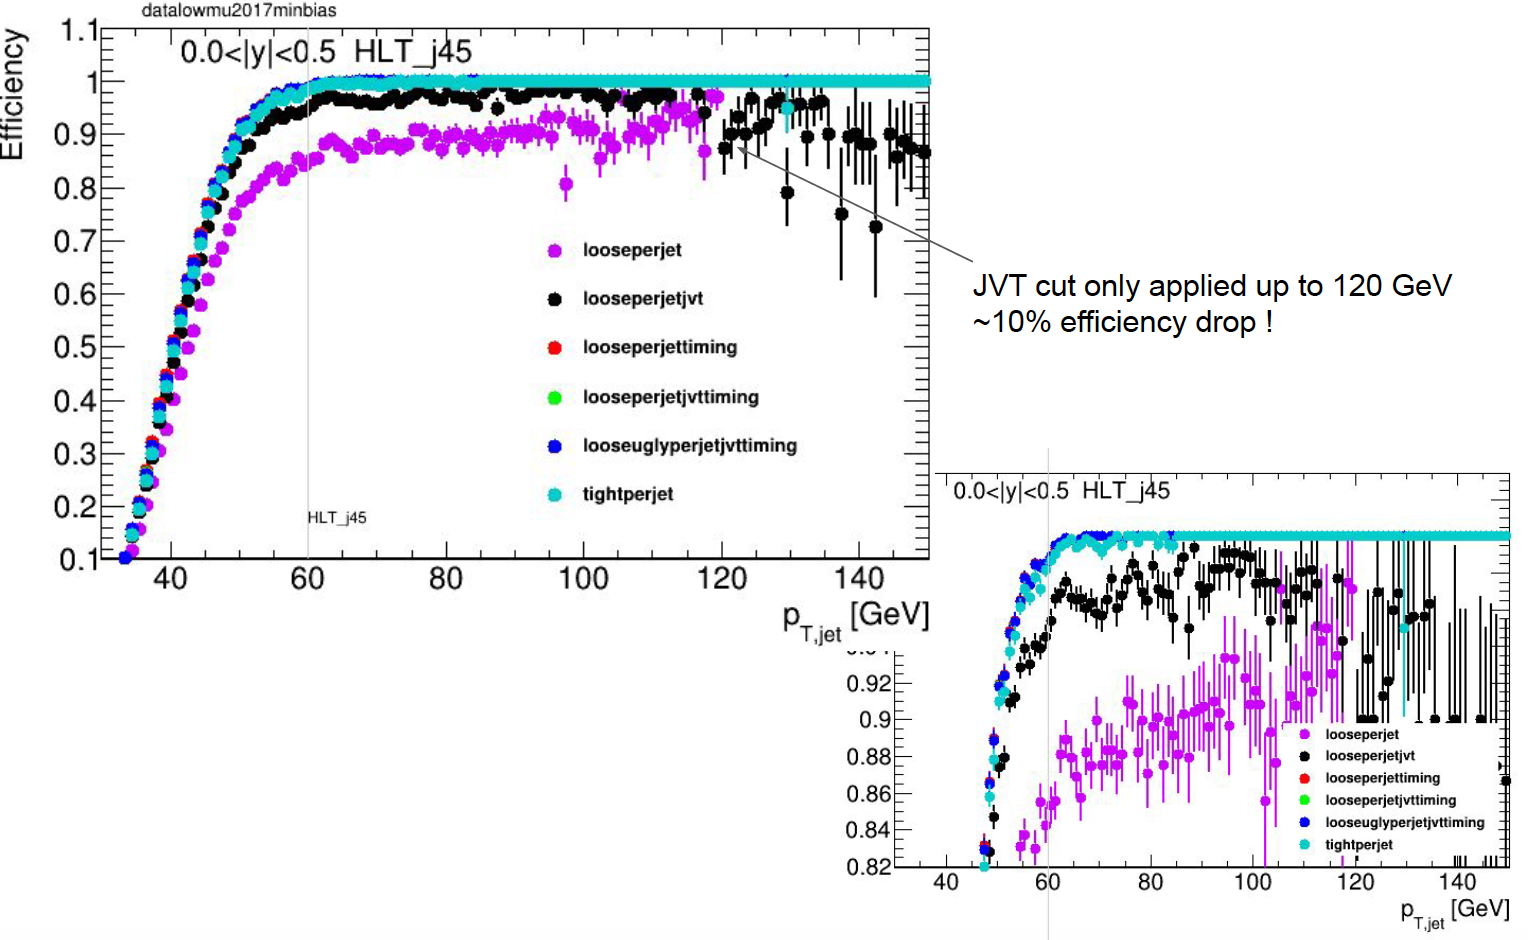 datalowmu2017minbias
Efficiency
0.0<|y|<0.5 HLT_j45
1.1
1
0.9
0.8
0.7
0.6
0.5
0.4
0.3
0.2
0.1
looseperjet
looseperjetjvt
looseperjettiming
looseperjetjvttiming
looseuglyperjetjvttiming
tightperjet
HLT_j45
40 60 80 100 120 140
pT,jet [GeV]
JVT cut only applied up to 120 GeV
~10% efficiency drop !
0.0<|y|<0.5 HLT_j45
0.92
0.9
0.88
0.86
0.84
0.82
looseperjet
looseperjetjvt
looseperjettiming
looseperjetjvttiming
looseuglyperjetjvttiming
tightperjet
40 60 80 100 120 140
pT,jet [GeV]